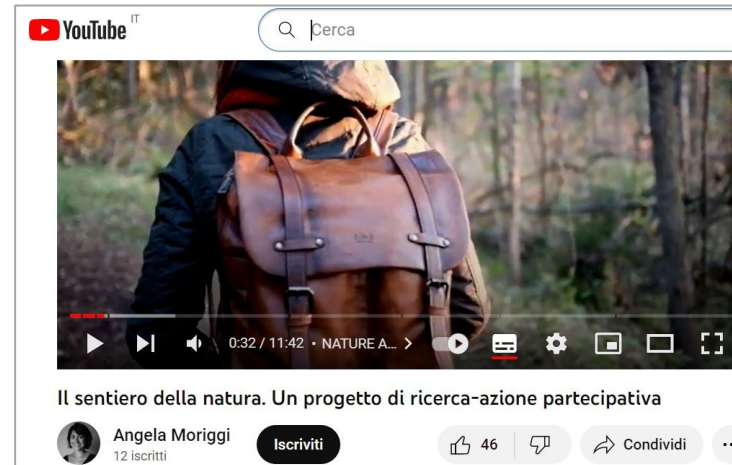 YouTube IT
Cerca
0:32 / 11:42 • NATURE A...
Il sentiero della natura. Un progetto di ricerca-azione partecipativa
Angela Moriggi
12 iscritti
Iscriviti
46
Condividi